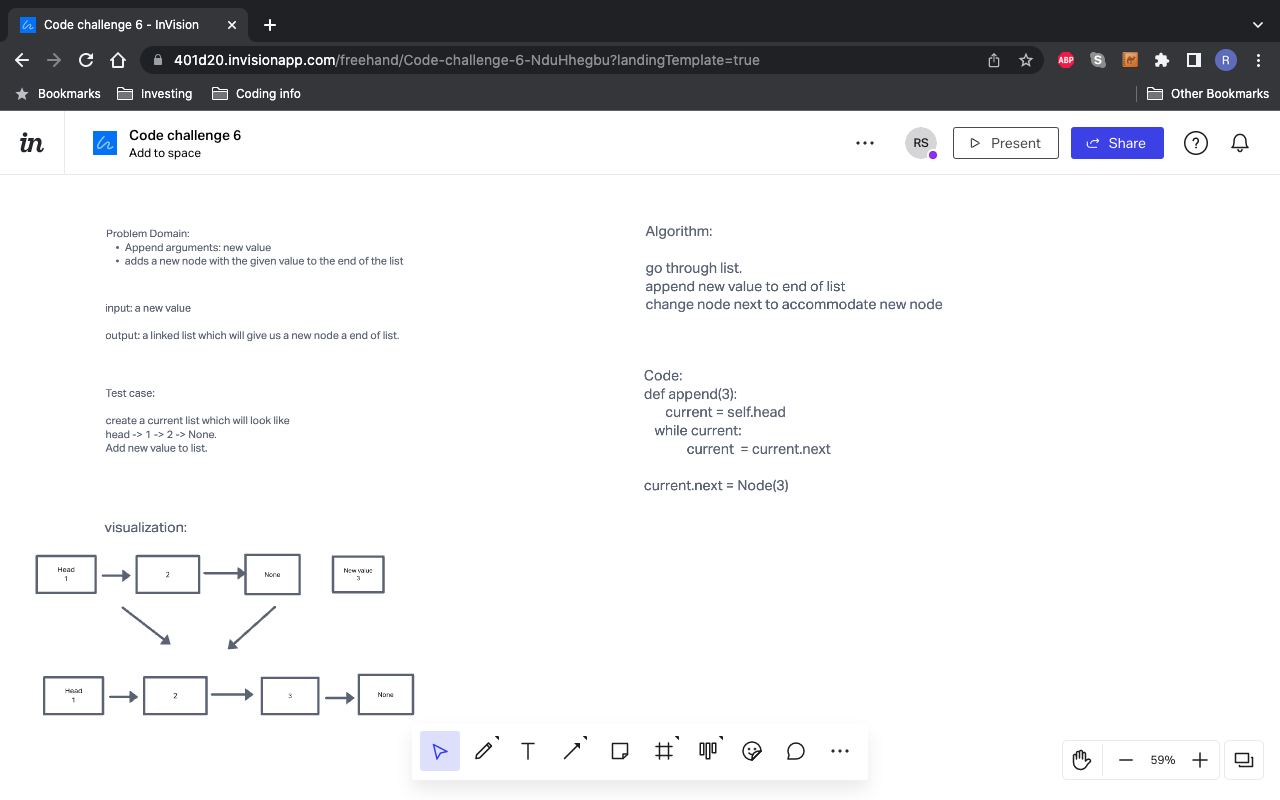 Code challenge 6 - InVision
401d20.invisionapp.com/freehand/Code-challenge-6-NduHhegbu?landingTemplate=true
ABP
S
R
Bookmarks
Investing
Coding info
Other Bookmarks
in
Code challenge 6
Add to space
RS
Present
Share
?
Problem Domain:
• Append arguments: new value
• adds a new node with the given value to the end of the list
input: a new value
output: a linked list which will give us a new node a end of list.
Test case:
create a current list which will look like
head -> 1 -> 2 -> None.
Add new value to list.
visualization:
Head
1
2
None
New value
3
Head
1
2
3
None
Algorithm:
go through list.
append new value to end of list
change node next to accommodate new node
Code:
def append(3):
current = self.head
while current:
current = current.next
current.next = Node(3)
T
59%